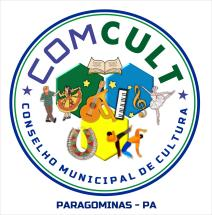 COMCULT
★ CONSELHO MUNICIPAL DE CULTURA ★
PARAGOMINAS - PA